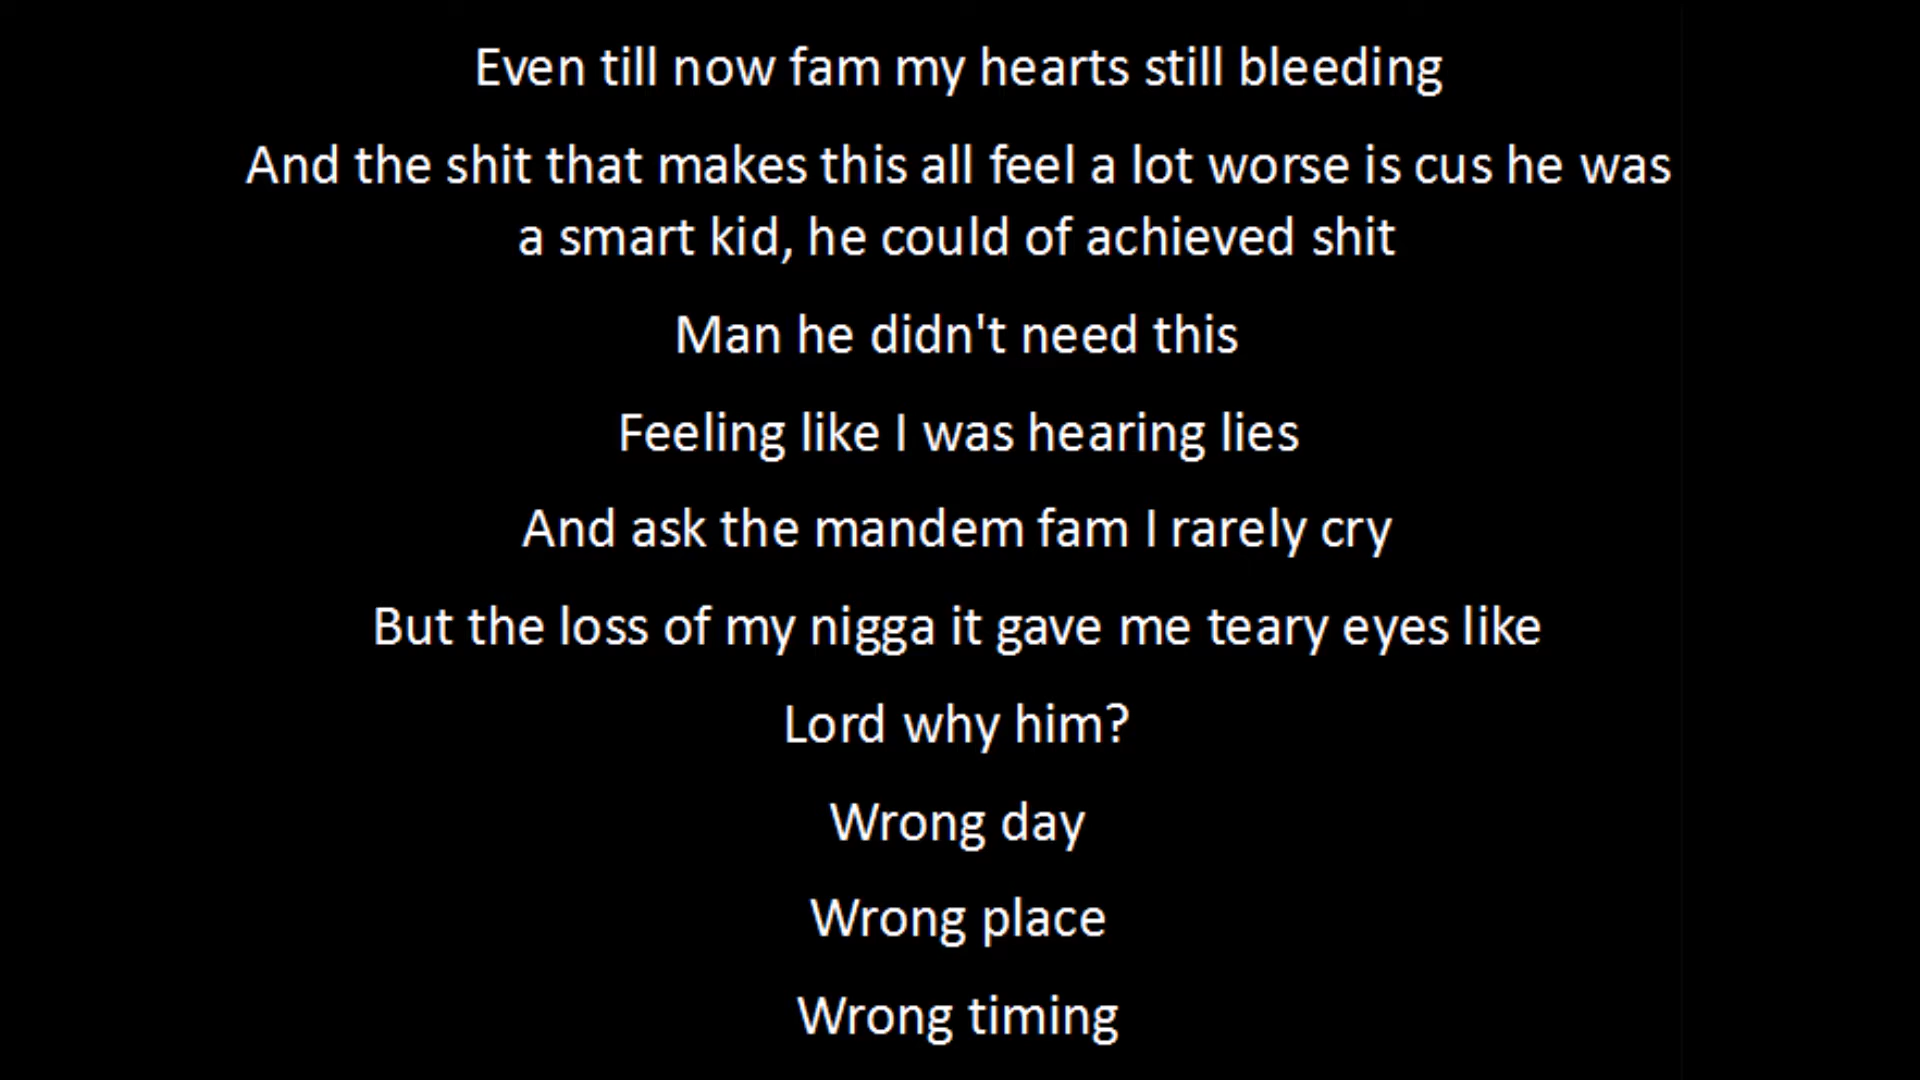 Even till now fam my hearts still bleeding
And the shit that makes this all feel a lot worse is cus he was
a smart kid, he could of achieved shit
Man he didn't need this
Feeling like I was hearing lies
And ask the mandem fam I rarely cry
But the loss of my nigga it gave me teary eyes like
Lord why him?
Wrong day
Wrong place
Wrong timing